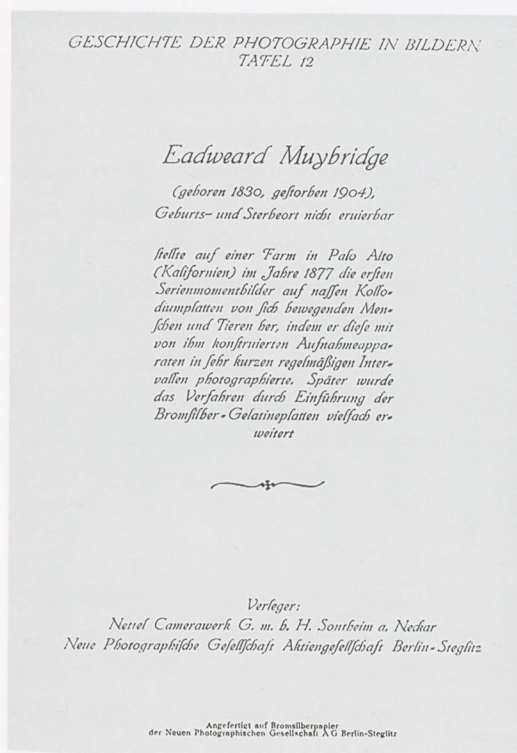 GESCHICHTE DER PHOTOGRAPHIE IN BILDERN
TAFEL 12
Eadweard Muybridge
(geboren 1830, geſtorben 1904),
Geburts- und Sterbeort nicht eruierbar
ſtellte auf einer Farm in Palo Alto
(Kalifornien) im Jahre 1877 die erſten
Serienmomentbilder auf naſſen Kollo-
diumplatten von ſich bewegenden Men-
ſchen und Tieren her, indem er dieſe mit
von ihm konſtruierten Aufnahmeappa-
raten in ſehr kurzen regelmäßigen Inter-
vallen photographierte. Später wurde
das Verfahren durch Einführung der
Bromſilber-Gelatineplatten vielfach er-
weitert
Verleger:
Nettel Camerawerk G. m. b. H. Sontheim a. Neckar
Neue Photographiſche Geſellſchaft Aktiengeſellſchaft Berlin-Steglitz
Angefertigt auf Bromsilberpapier
der Neuen Photographischen Gesellschaft A G Berlin-Steglitz